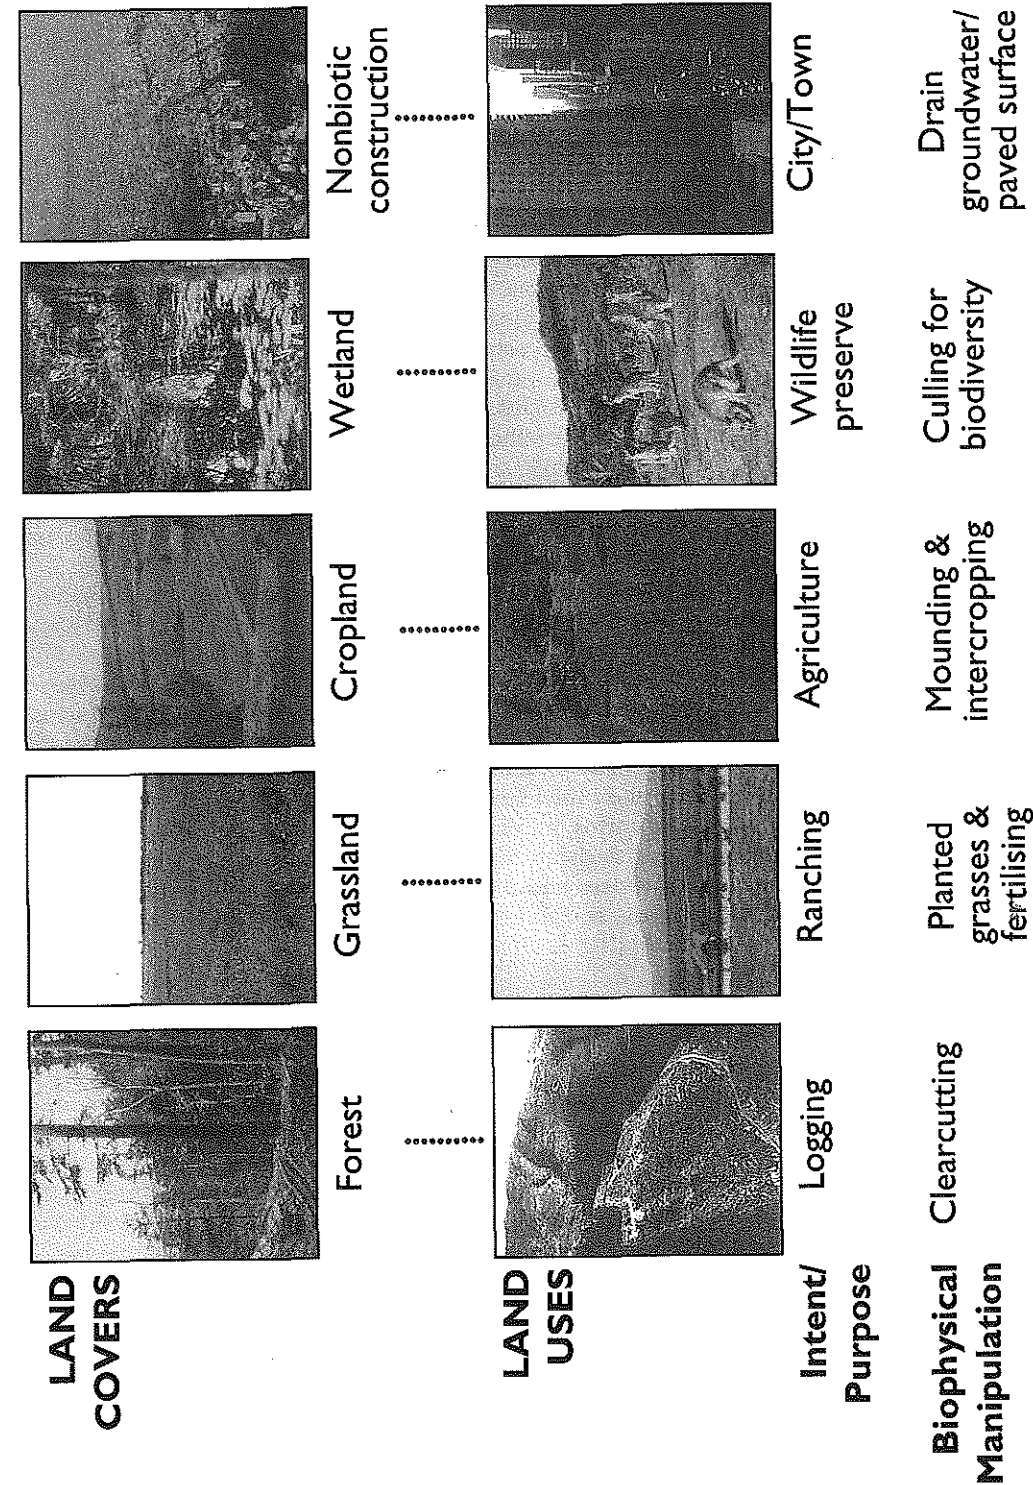 LAND
COVERS
Forest
Grassland
Cropland
Wetland
Nonbiotic
construction
LAND
USES
Intent/
Purpose
Logging
Ranching
Agriculture
Wildlife
preserve
City/Town
Biophysical
Manipulation
Clearcutting
Planted
grasses &
fertilising
Mounding &
intercropping
Culling for
biodiversity
Drain
groundwater/
paved surface